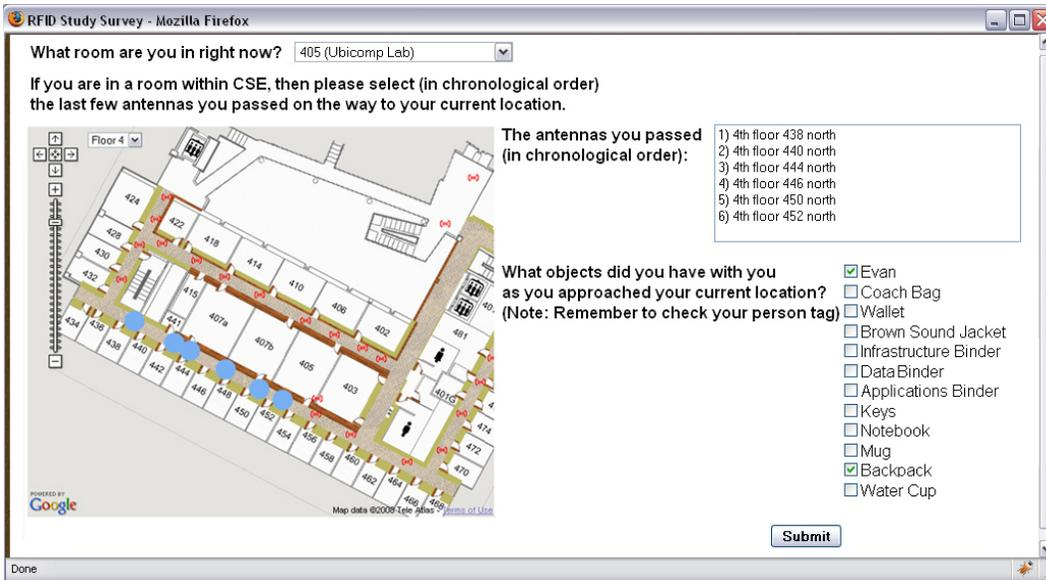 RFID Study Survey - Mozilla Firefox
What room are you in right now? 405 (Ubicomp Lab)
If you are in a room within CSE, then please select (in chronological order)
the last few antennas you passed on the way to your current location.
Floor 4
424
422
428
418
430
414
432
410
415
406
434
436
441
407a
402
481
438
407b
440
405
442
444
403
401G
446
448
450
452
454
474
456
472
458
460
470
462
464
466
468
POWERED BY
Google
Map data ©2008 Tele Atlas - Terms of Use
The antennas you passed
(in chronological order):
1) 4th floor 438 north
2) 4th floor 440 north
3) 4th floor 444 north
4) 4th floor 446 north
5) 4th floor 450 north
6) 4th floor 452 north
What objects did you have with you
as you approached your current location?
(Note: Remember to check your person tag)
Evan
Coach Bag
Wallet
Brown Sound Jacket
Infrastructure Binder
Data Binder
Applications Binder
Keys
Notebook
Mug
Backpack
Water Cup
Submit
Done